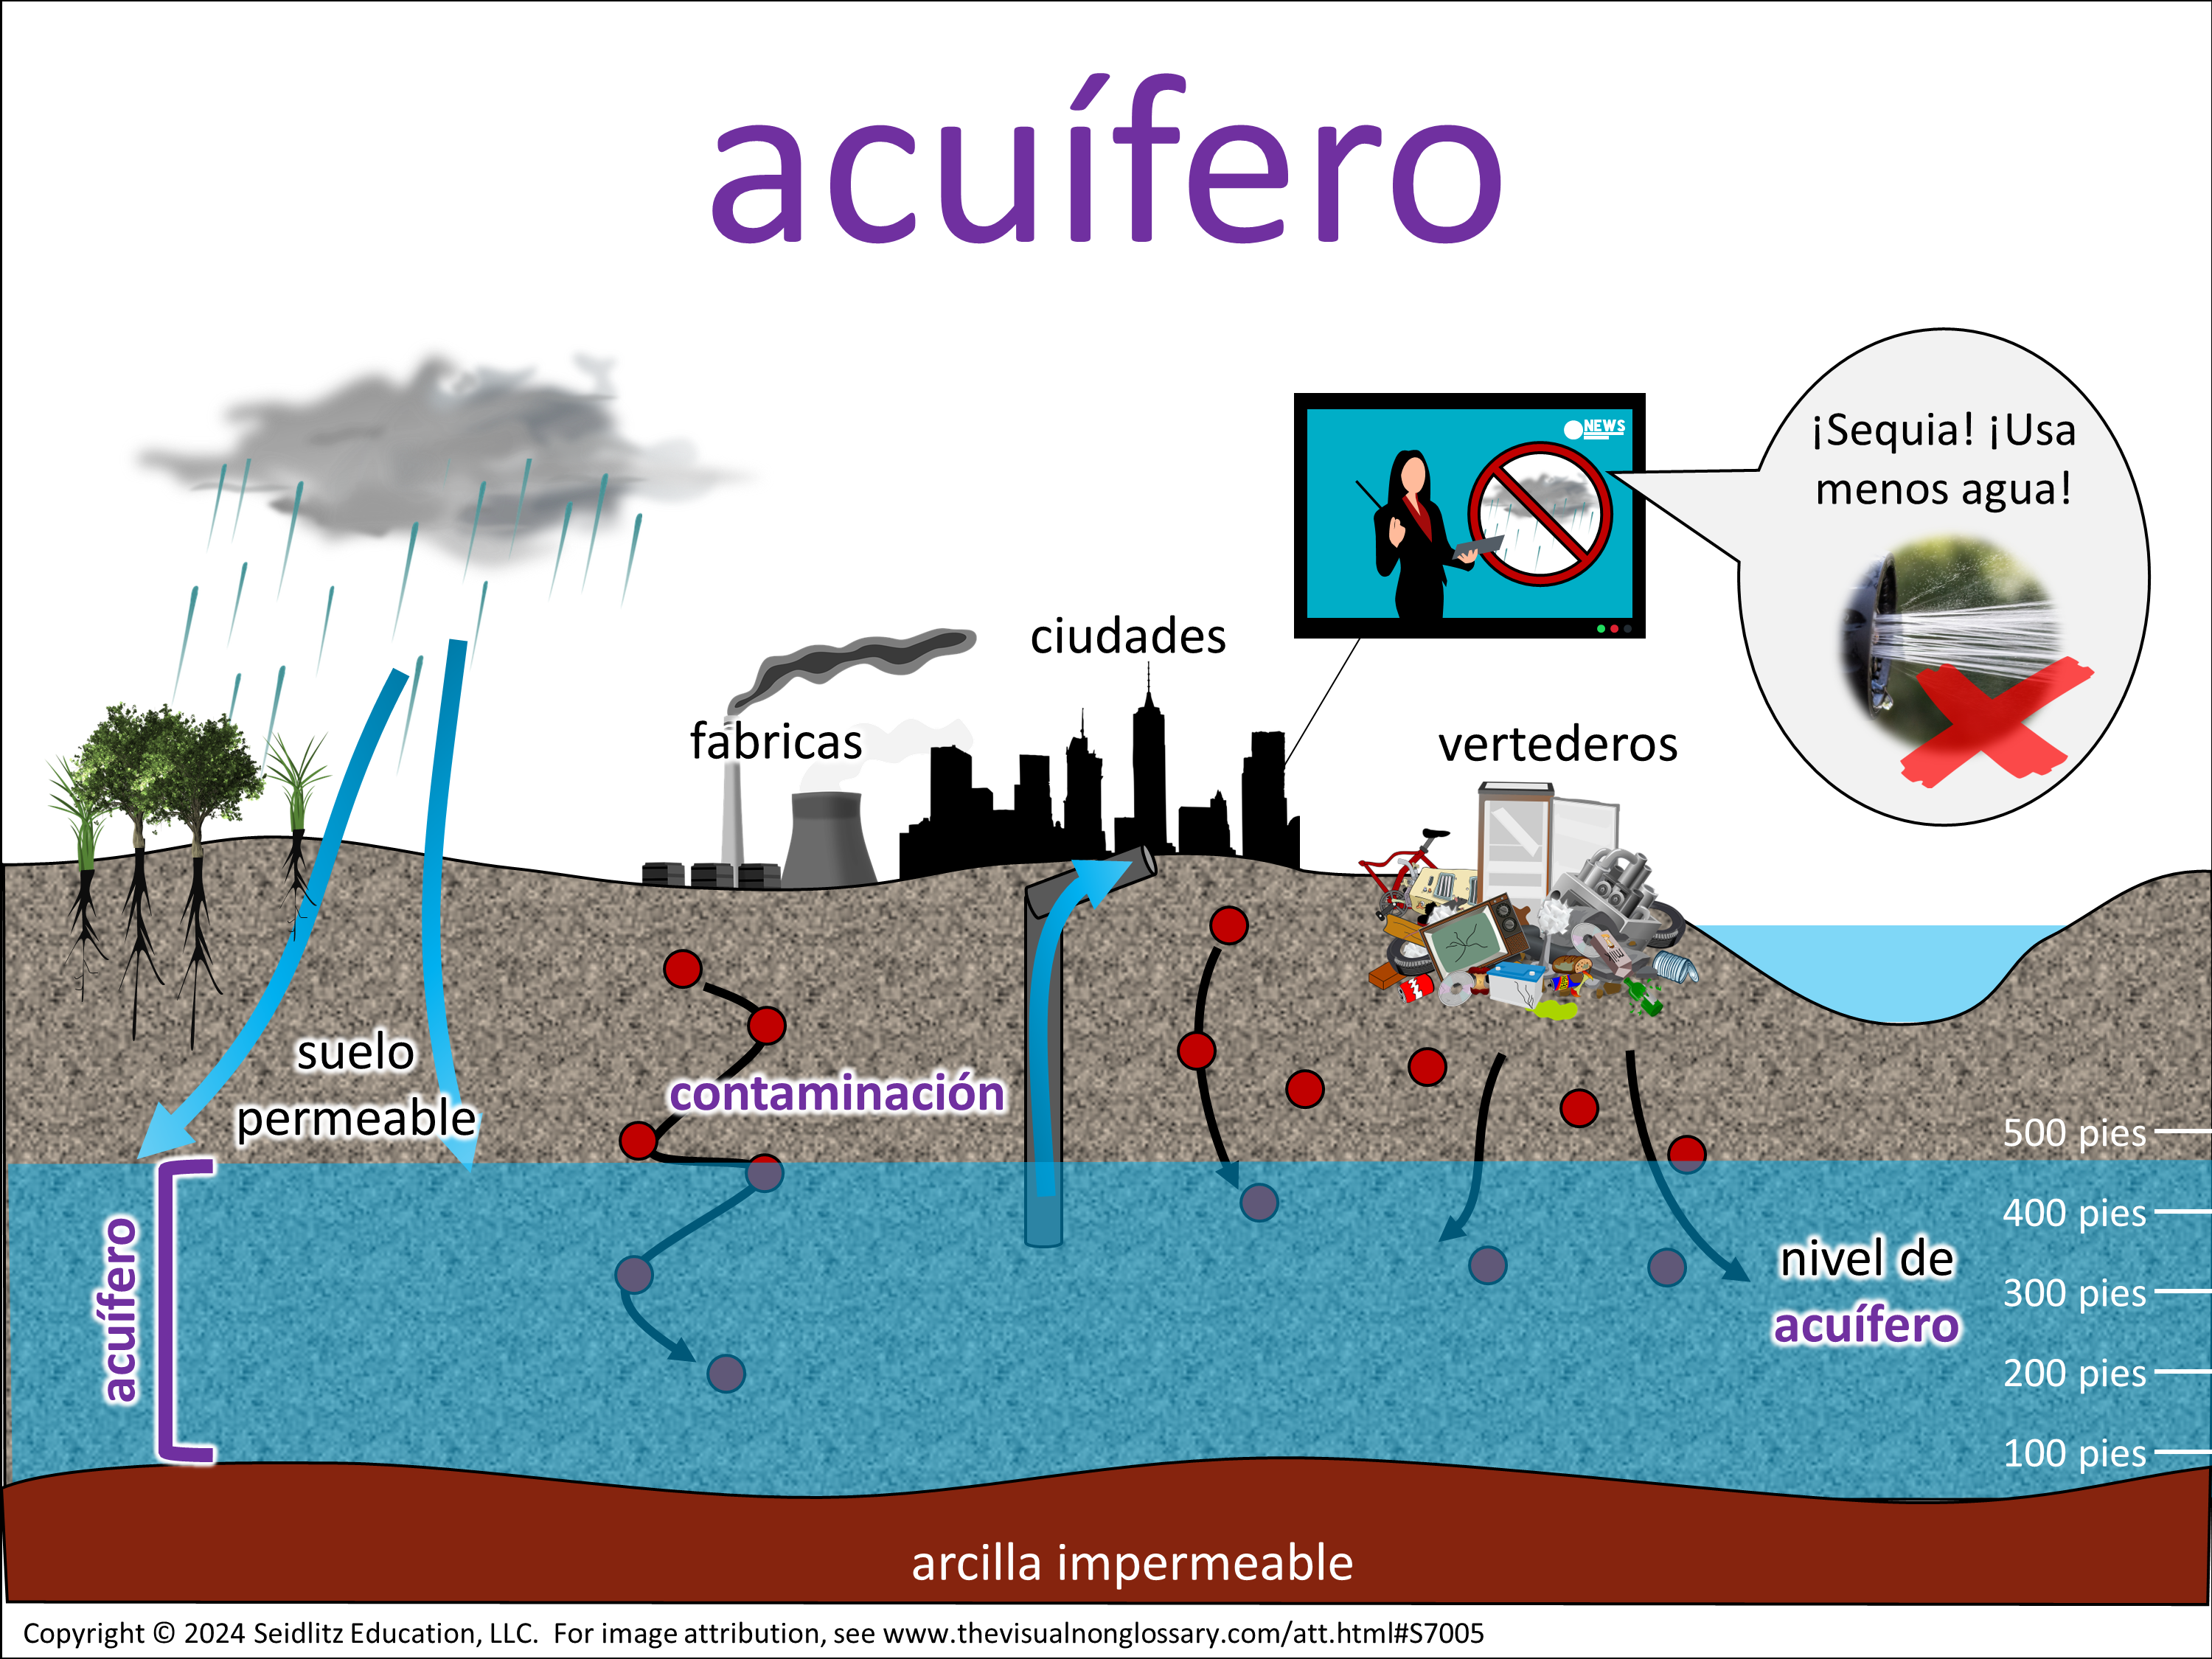 acuífero
NEWS
¡Sequia! ¡Usa
menos agua!
ciudades
fabricas
vertederos
suelo
permeable
contaminación
500 pies
400 pies
nivel de
acuífero
300 pies
200 pies
100 pies
acuífero
arcilla impermeable
Copyright © 2024 Seidlitz Education, LLC.  For image attribution, see www.thevisualnonglossary.com/att.html#S7005